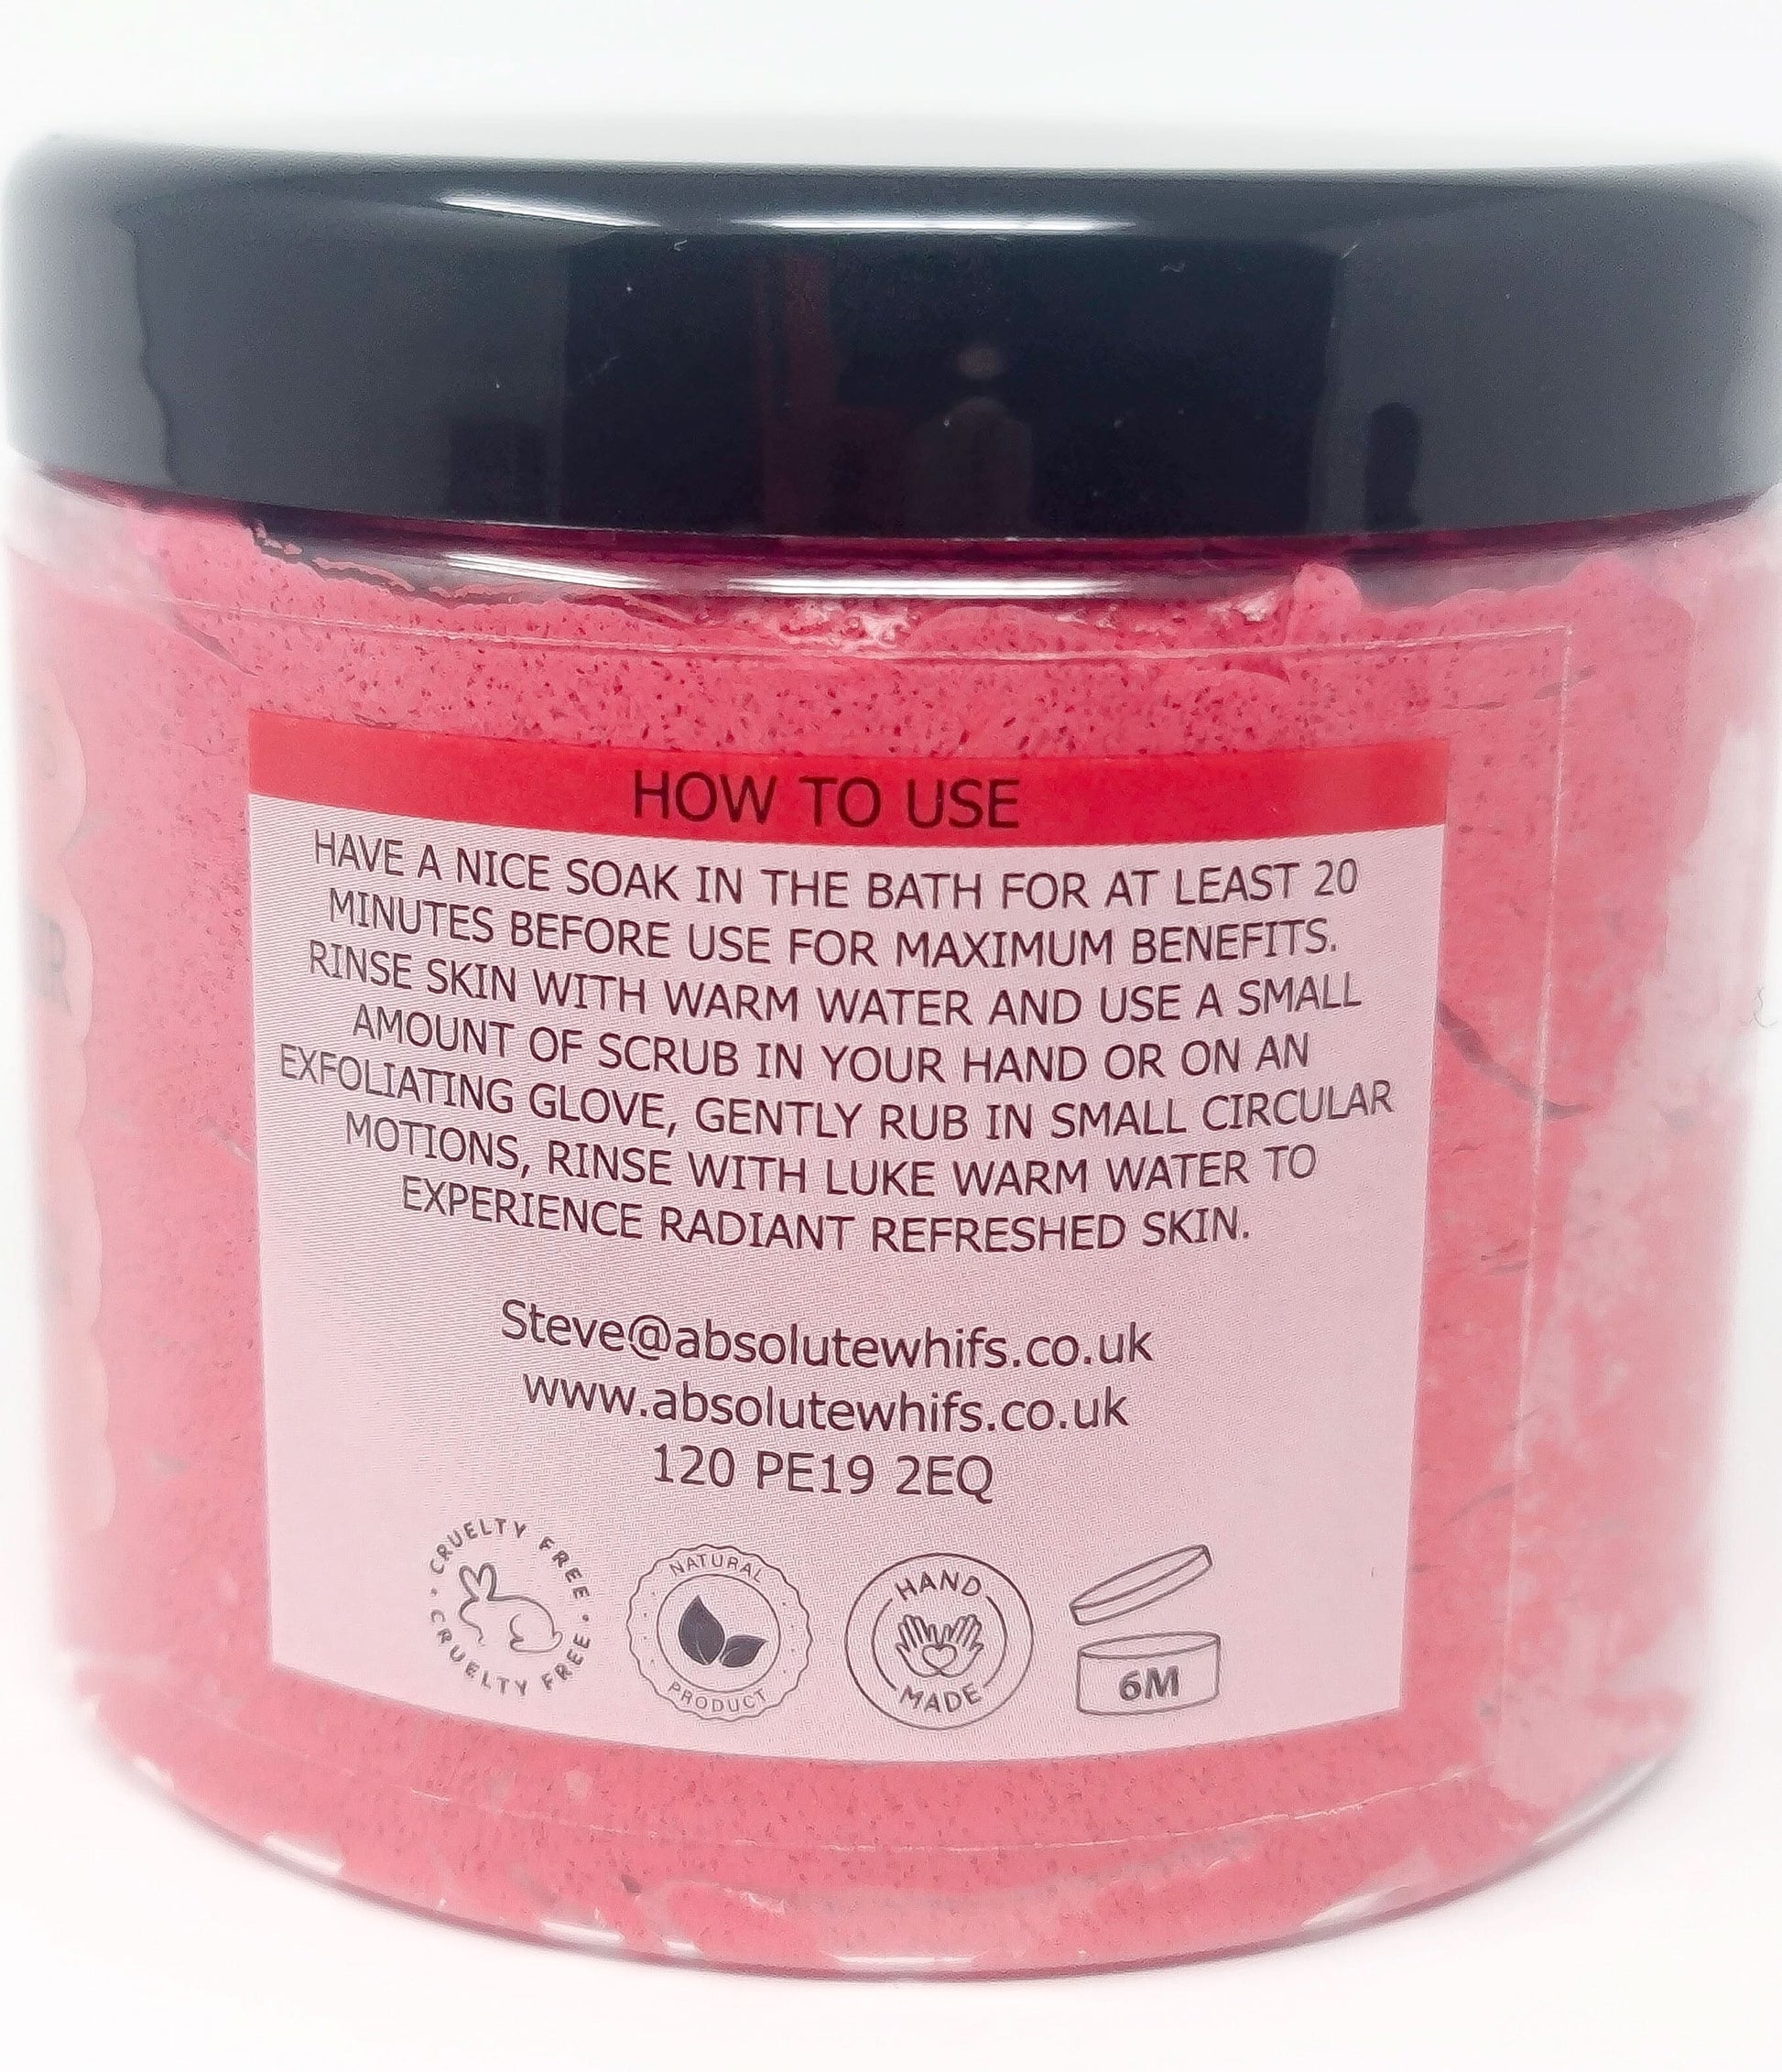 HOW TO USE
HAVE A NICE SOAK IN THE BATH FOR AT LEAST 20
MINUTES BEFORE USE FOR MAXIMUM BENEFITS.
RINSE SKIN WITH WARM WATER AND USE A SMALL
AMOUNT OF SCRUB IN YOUR HAND OR ON AN
EXFOLIATING GLOVE, GENTLY RUB IN SMALL CIRCULAR
MOTIONS, RINSE WITH LUKE WARM WATER TO
EXPERIENCE RADIANT REFRESHED SKIN.
Steve@absolutewhifs.co.uk
www.absolutewhifs.co.uk
120 PE19 2EQ
· CRUELTY FREE · CRUELTY FREE
NATURAL
PRODUCT
HAND
MADE
6M